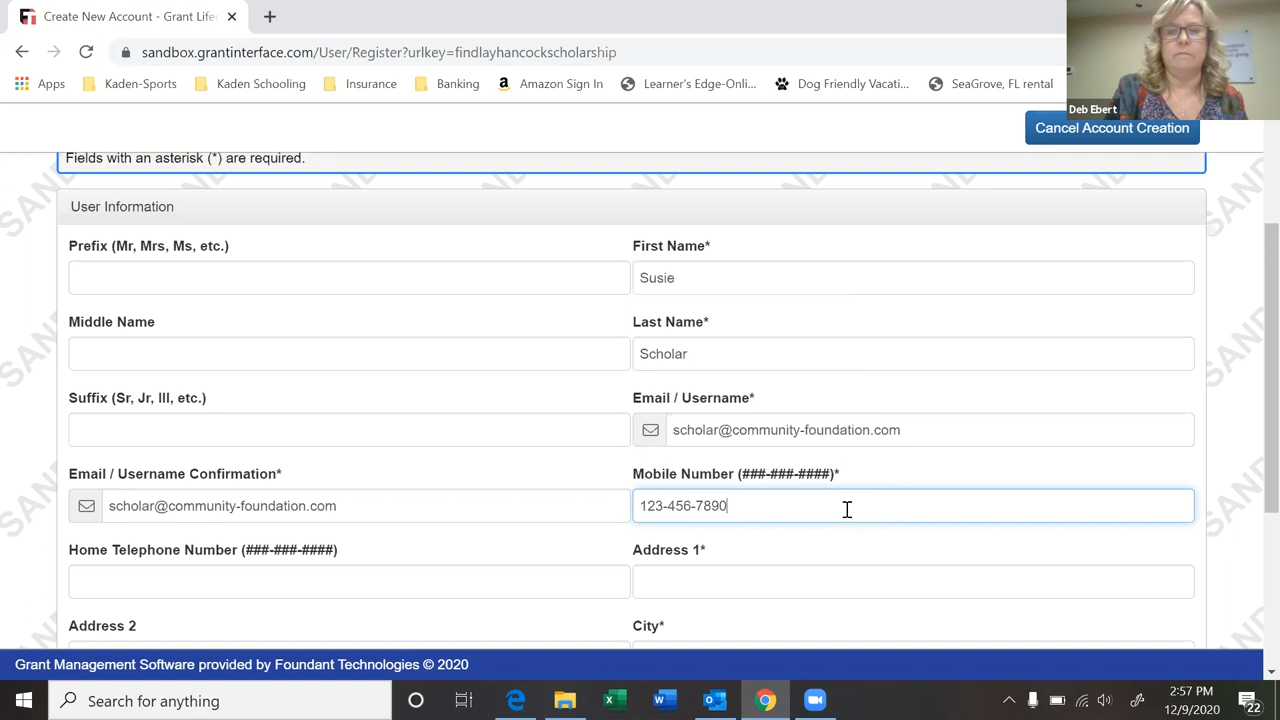 Create New Account - Grant Lifec
sandbox.grantinterface.com/User/Register?urlkey=findlayhancockscholarship
Apps
Kaden-Sports
Kaden Schooling
Insurance
Banking
Amazon Sign In
Learner's Edge-Onli...
Dog Friendly Vacati...
SeaGrove, FL rental
Deb Ebert
Cancel Account Creation
Fields with an asterisk (*) are required.
User Information
Prefix (Mr, Mrs, Ms, etc.)
First Name*
Susie
Middle Name
Last Name*
Scholar
Suffix (Sr, Jr, III, etc.)
Email / Username*
scholar@community-foundation.com
Email / Username Confirmation*
Mobile Number (###-###-####)*
scholar@community-foundation.com
123-456-7890
Home Telephone Number (###-###-####)
Address 1*
Address 2
City*
Grant Management Software provided by Foundant Technologies © 2020
Search for anything
2:57 PM
12/9/2020
22